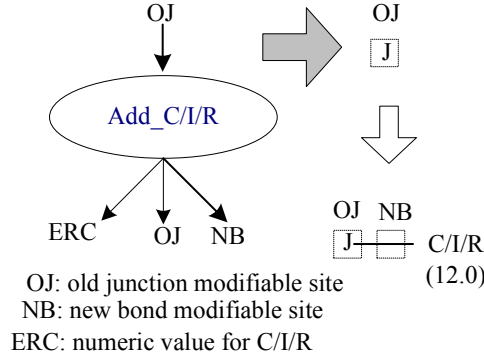 OJ
OJ
J
Add_C/I/R
ERC
OJ
NB
OJ NB
J
C/I/R
(12.0)
OJ: old junction modifiable site
NB: new bond modifiable site
ERC: numeric value for C/I/R